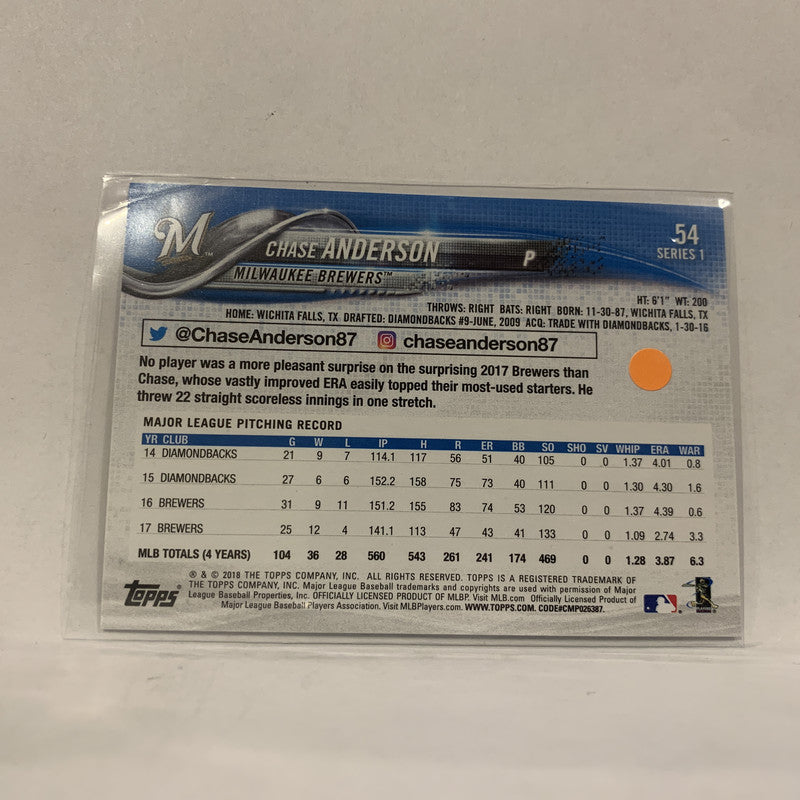 M™
CHASE ANDERSON
P
MILWAUKEE BREWERS™
54
SERIES 1
HT: 6'1" WT: 200
THROWS: RIGHT BATS: RIGHT BORN: 11-30-87, WICHITA FALLS, TX
HOME: WICHITA FALLS, TX DRAFTED: DIAMONDBACKS #9-JUNE, 2009 ACQ: TRADE WITH DIAMONDBACKS, 1-30-16
@ChaseAnderson87 chaseanderson87
No player was a more pleasant surprise on the surprising 2017 Brewers than
Chase, whose vastly improved ERA easily topped their most-used starters. He
threw 22 straight scoreless innings in one stretch.
MAJOR LEAGUE PITCHING RECORD
YR CLUB G W L IP H R ER BB SO SHO SV WHIP ERA WAR
14 DIAMONDBACKS 21 9 7 114.1 117 56 51 40 105 0 0 1.37 4.01 0.8
15 DIAMONDBACKS 27 6 6 152.2 158 75 73 40 111 0 0 1.30 4.30 1.6
16 BREWERS 31 9 11 151.2 155 83 74 53 120 0 0 1.37 4.39 0.6
17 BREWERS 25 12 4 141.1 113 47 43 41 133 0 0 1.09 2.74 3.3
MLB TOTALS (4 YEARS) 104 36 28 560 543 261 241 174 469 0 0 1.28 3.87 6.3
® & © 2018 THE TOPPS COMPANY, INC. ALL RIGHTS RESERVED. TOPPS IS A REGISTERED TRADEMARK OF
THE TOPPS COMPANY, INC. Major League Baseball trademarks and copyrights are used with permission of Major
League Baseball Properties, Inc. OFFICIALLY LICENSED PRODUCT OF MLBP. Visit MLB.com Officially Licensed Product of
Major League Baseball Players Association. Visit MLBPlayers.com. WWW.TOPPS.COM. CODE#CMP026387.
TOPPS